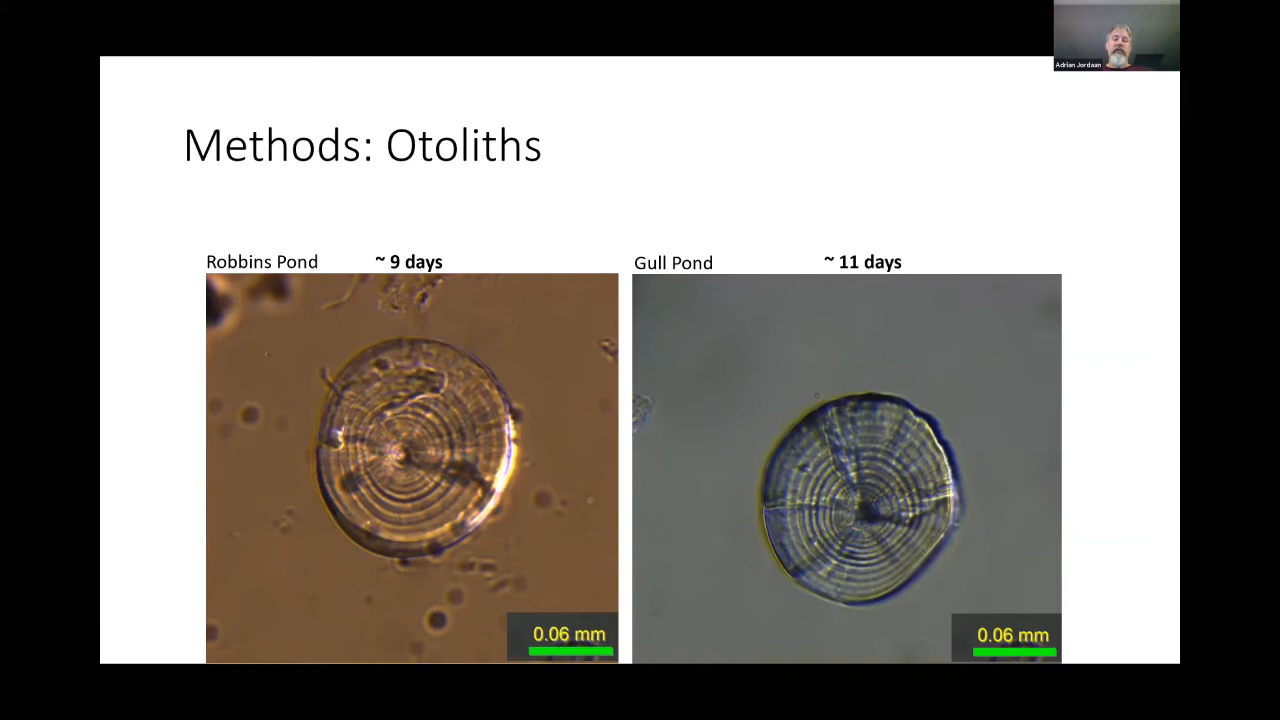 Adrian Jordaan
Methods: Otoliths
Robbins Pond ~ 9 days
Gull Pond ~ 11 days
0.06 mm
0.06 mm